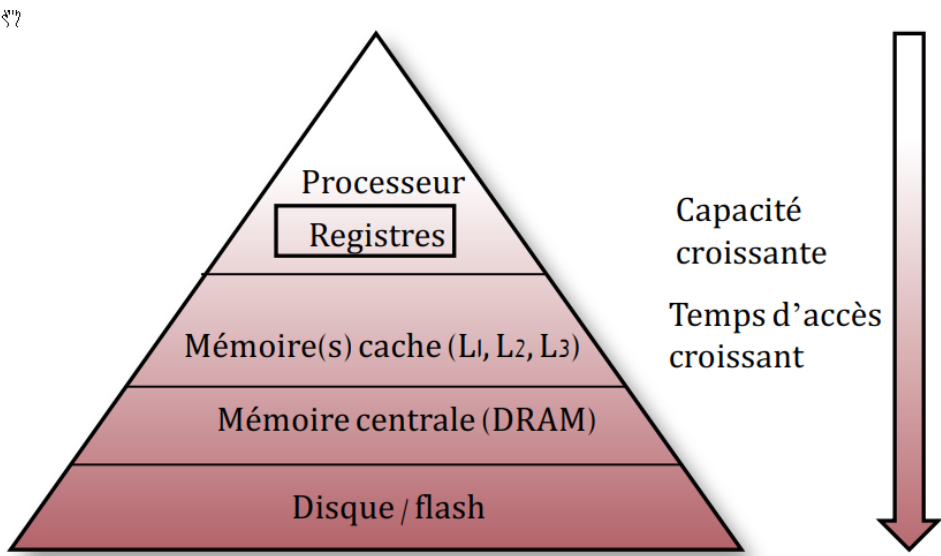 Processeur
Registres
Capacité
croissante
Mémoire(s) cache (L1, L2, L3)
Temps d’accès
croissant
Mémoire centrale (DRAM)
Disque / flash